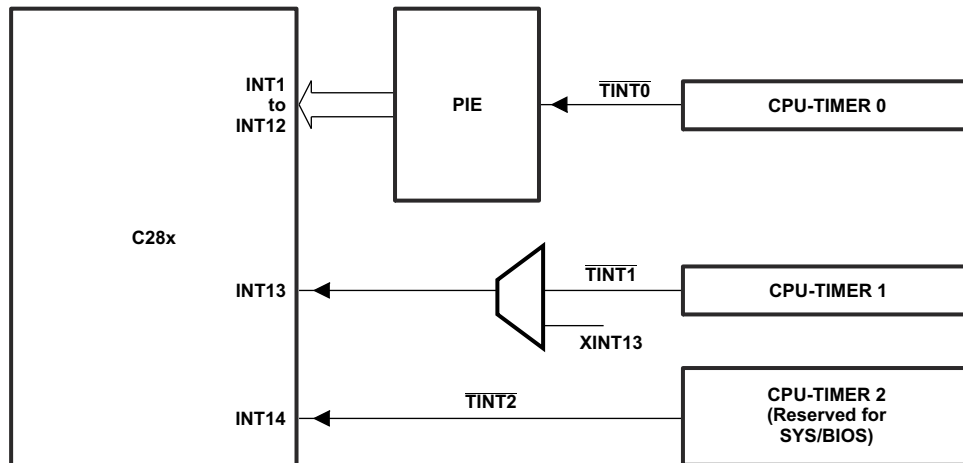 INT1
to
INT12
PIE
TINT0
CPU-TIMER 0
C28x
INT13
TINT1
CPU-TIMER 1
XINT13
INT14
TINT2
CPU-TIMER 2
(Reserved for
SYS/BIOS)